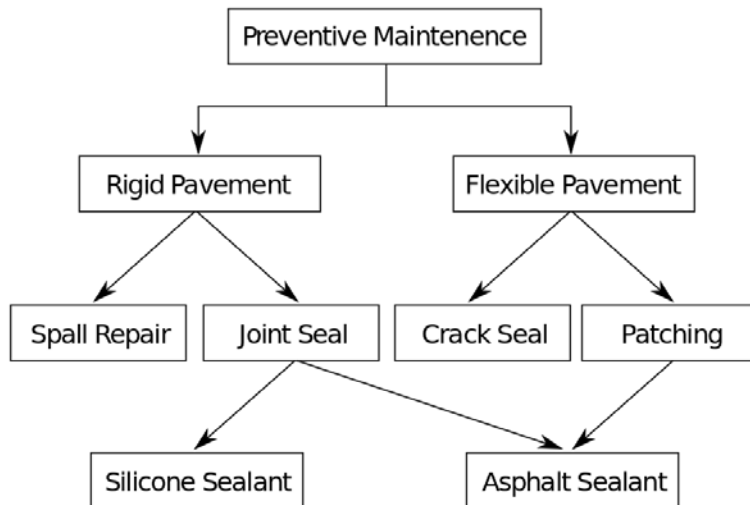 Preventive Maintenence
Rigid Pavement
Flexible Pavement
Spall Repair
Joint Seal
Crack Seal
Patching
Silicone Sealant
Asphalt Sealant